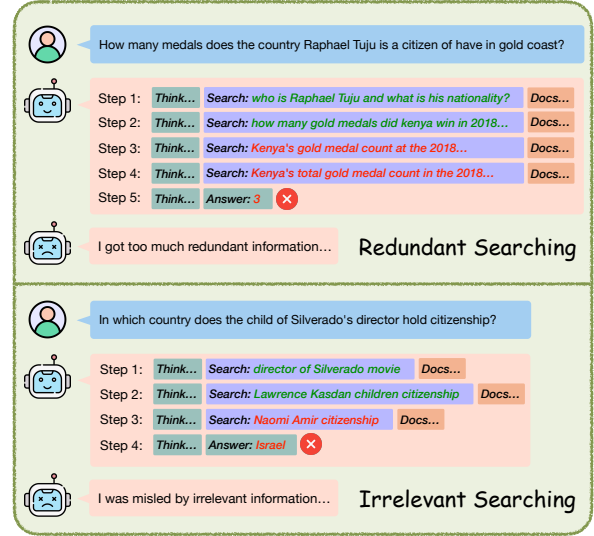 How many medals does the country Raphael Tuju is a citizen of have in gold coast?
Step 1: Think... Search: who is Raphael Tuju and what is his nationality? Docs...
Step 2: Think... Search: how many gold medals did kenya win in 2018... Docs...
Step 3: Think... Search: Kenya's gold medal count at the 2018... Docs...
Step 4: Think... Search: Kenya's total gold medal count in the 2018... Docs...
Step 5: Think... Answer: 3
I got too much redundant information... Redundant Searching
In which country does the child of Silverado's director hold citizenship?
Step 1: Think... Search: director of Silverado movie Docs...
Step 2: Think... Search: Lawrence Kasdan children citizenship Docs...
Step 3: Think... Search: Naomi Amir citizenship Docs...
Step 4: Think... Answer: Israel
I was misled by irrelevant information... Irrelevant Searching